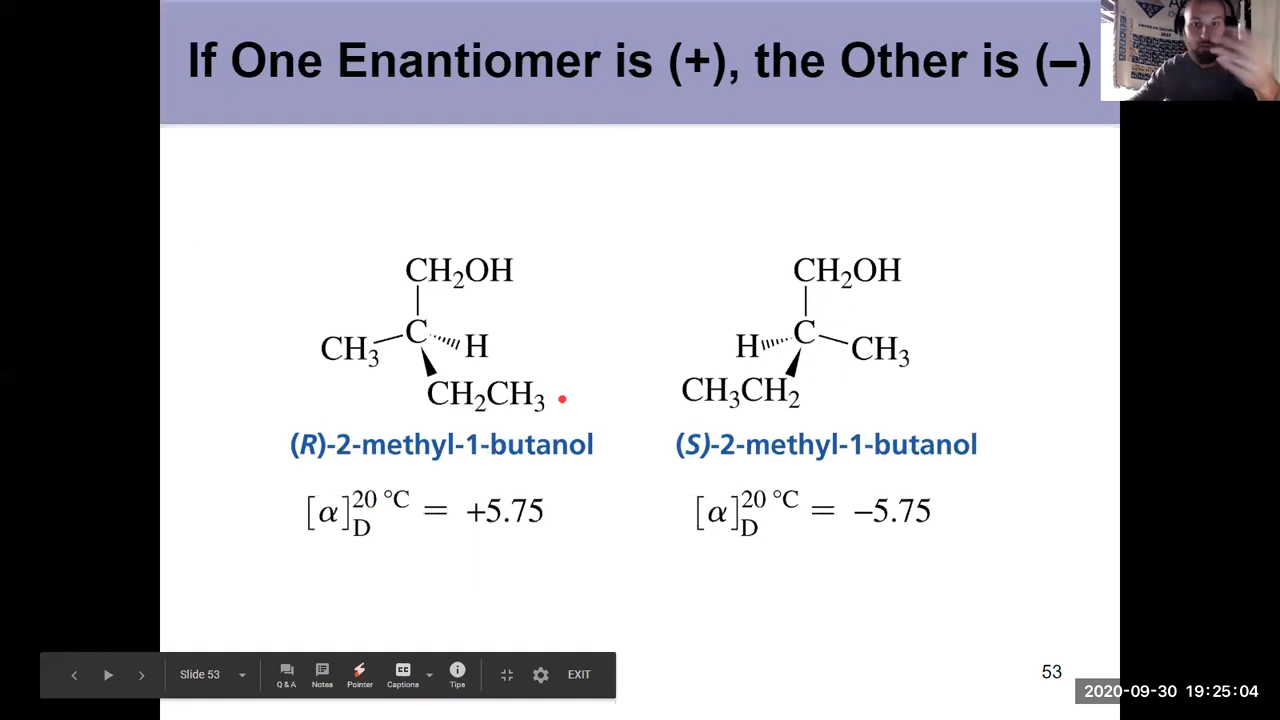 If One Enantiomer is (+), the Other is (–)
CH₂OH
CH₂OH
C
C
CH₃
H
H
CH₃
CH₂CH₃
CH₃CH₂
(R)-2-methyl-1-butanol
(S)-2-methyl-1-butanol
[α]D20 °C = +5.75
[α]D20 °C = −5.75
Slide 53
Q & A
Notes
Pointer
CC
Captions
Tips
EXIT
53
2020-09-30 19:25:04